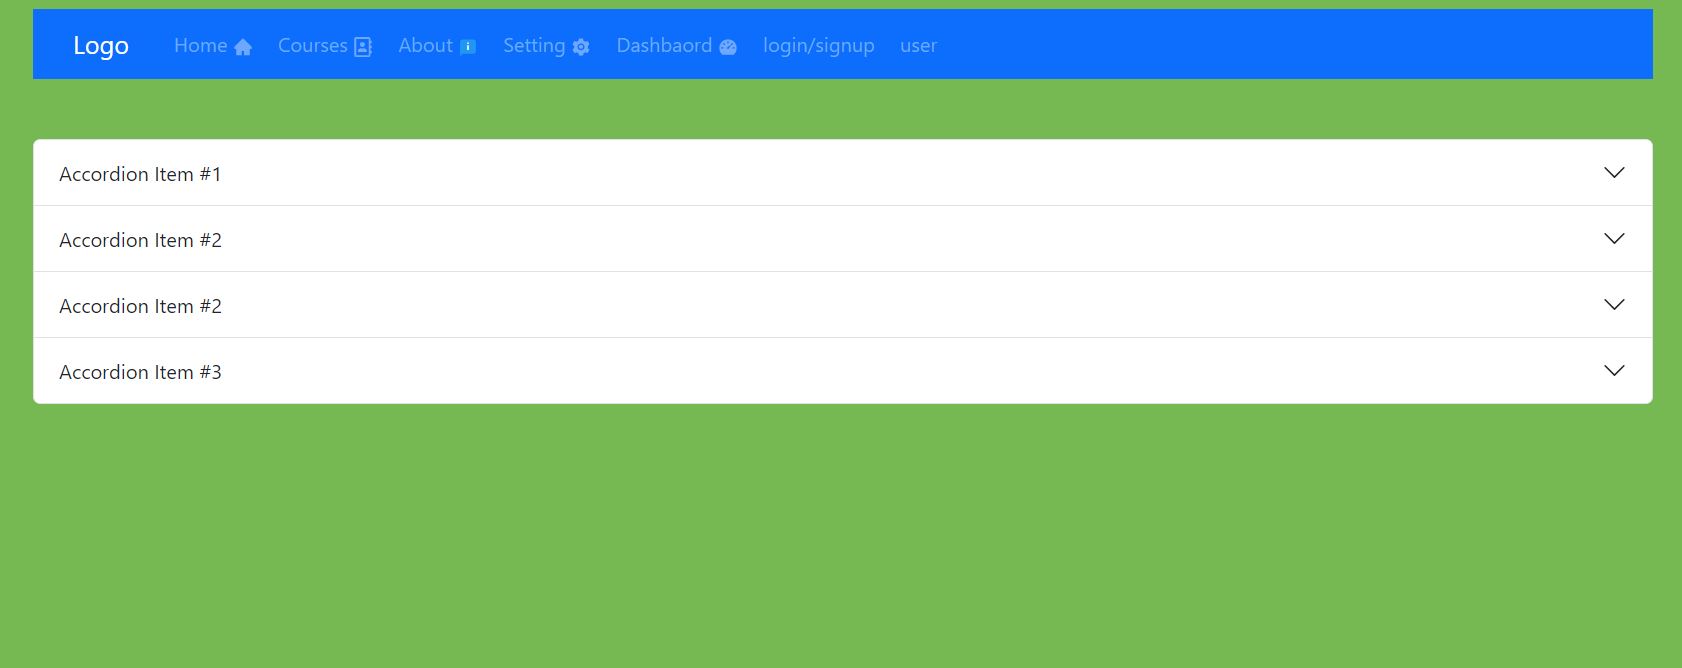 Logo Home Courses About Setting Dashbaord login/signup user
Accordion Item #1
Accordion Item #2
Accordion Item #2
Accordion Item #3